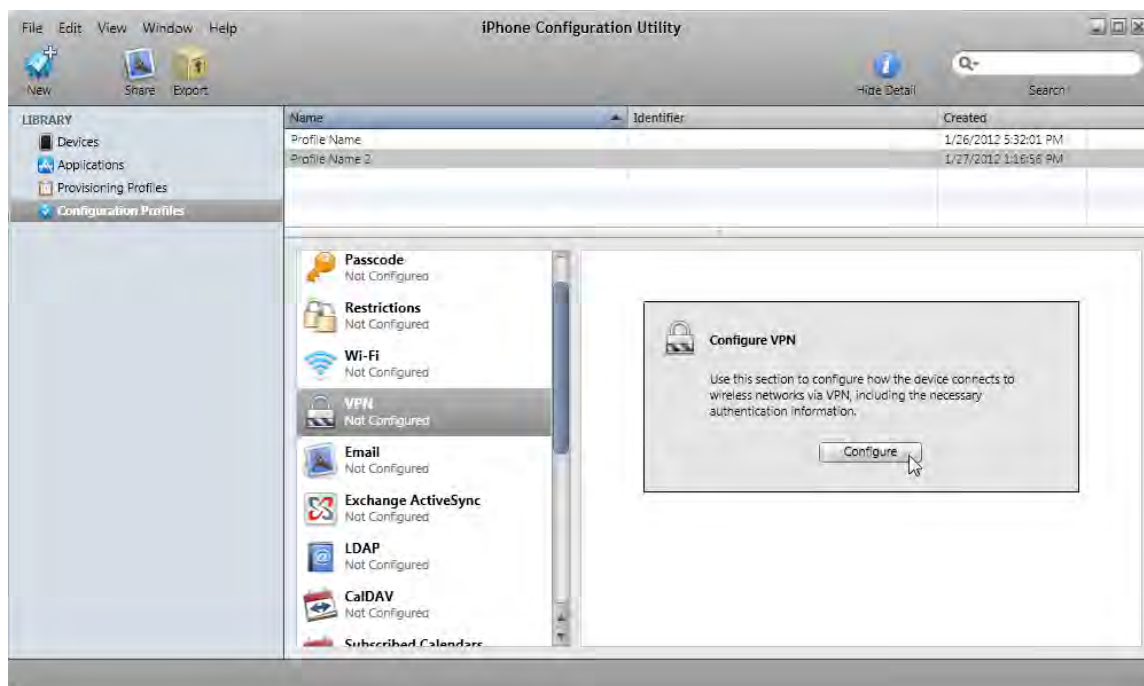 File Edit View Window Help
iPhone Configuration Utility
New
Share
Export
Hide Detail
Search
LIBRARY
Devices
Applications
Provisioning Profiles
Configuration Profiles
Name Identifier Created
Profile Name 1/26/2012 5:32:01 PM
Profile Name 2 1/27/2012 1:16:56 PM
Passcode
Not Configured
Restrictions
Not Configured
Wi-Fi
Not Configured
VPN
Not Configured
Email
Not Configured
Exchange ActiveSync
Not Configured
LDAP
Not Configured
CalDAV
Not Configured
Subscribed Calendars
Configure VPN
Use this section to configure how the device connects to
wireless networks via VPN, including the necessary
authentication information.
Configure